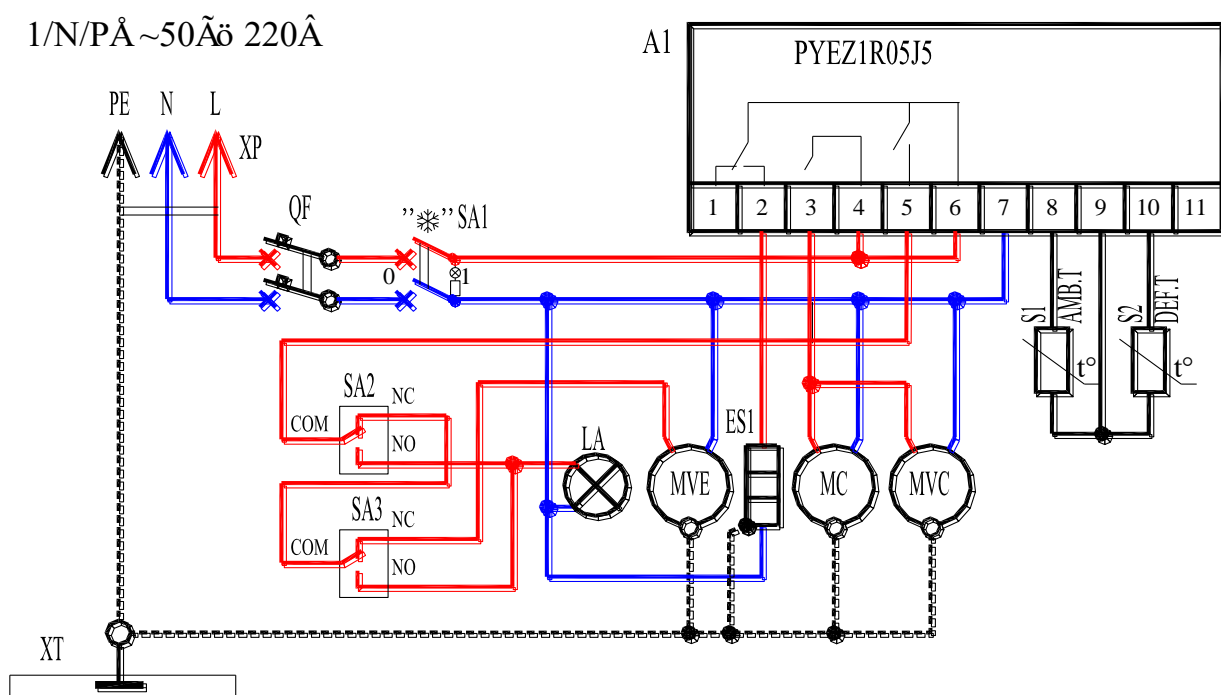 1/N/PÅ ~50Ãö 220Â
A1
PYEZ1R05J5
PE N L
XP
QF
"❄" SA1
1 2 3 4 5 6 7 8 9 10 11
0 1
S1 AMB.T
S2 DEF.T
t° t°
SA2
NC
COM
NO
LA
MVE
ES1
MC
MVC
SA3
NC
COM
NO
XT